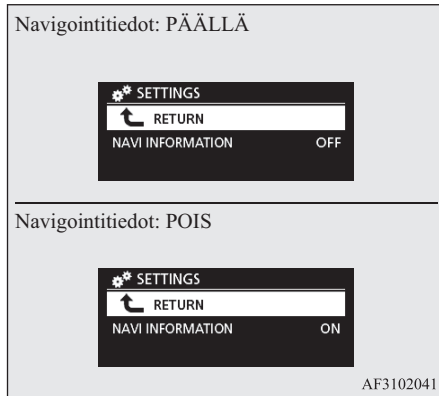 Navigointitiedot: PÄÄLLÄ
SETTINGS
RETURN
NAVI INFORMATION OFF
Navigointitiedot: POIS
SETTINGS
RETURN
NAVI INFORMATION ON
AF3102041